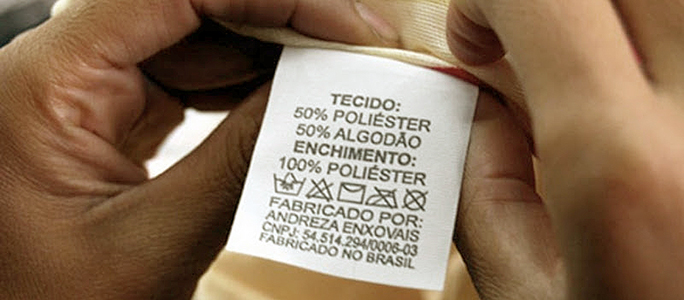 TECIDO:
50% POLIÉSTER
50% ALGODÃO
ENCHIMENTO:
100% POLIÉSTER
FABRICADO POR:
ANDREZA ENXOVAIS
CNPJ: 54.514.294/0006-03
FABRICADO NO BRASIL